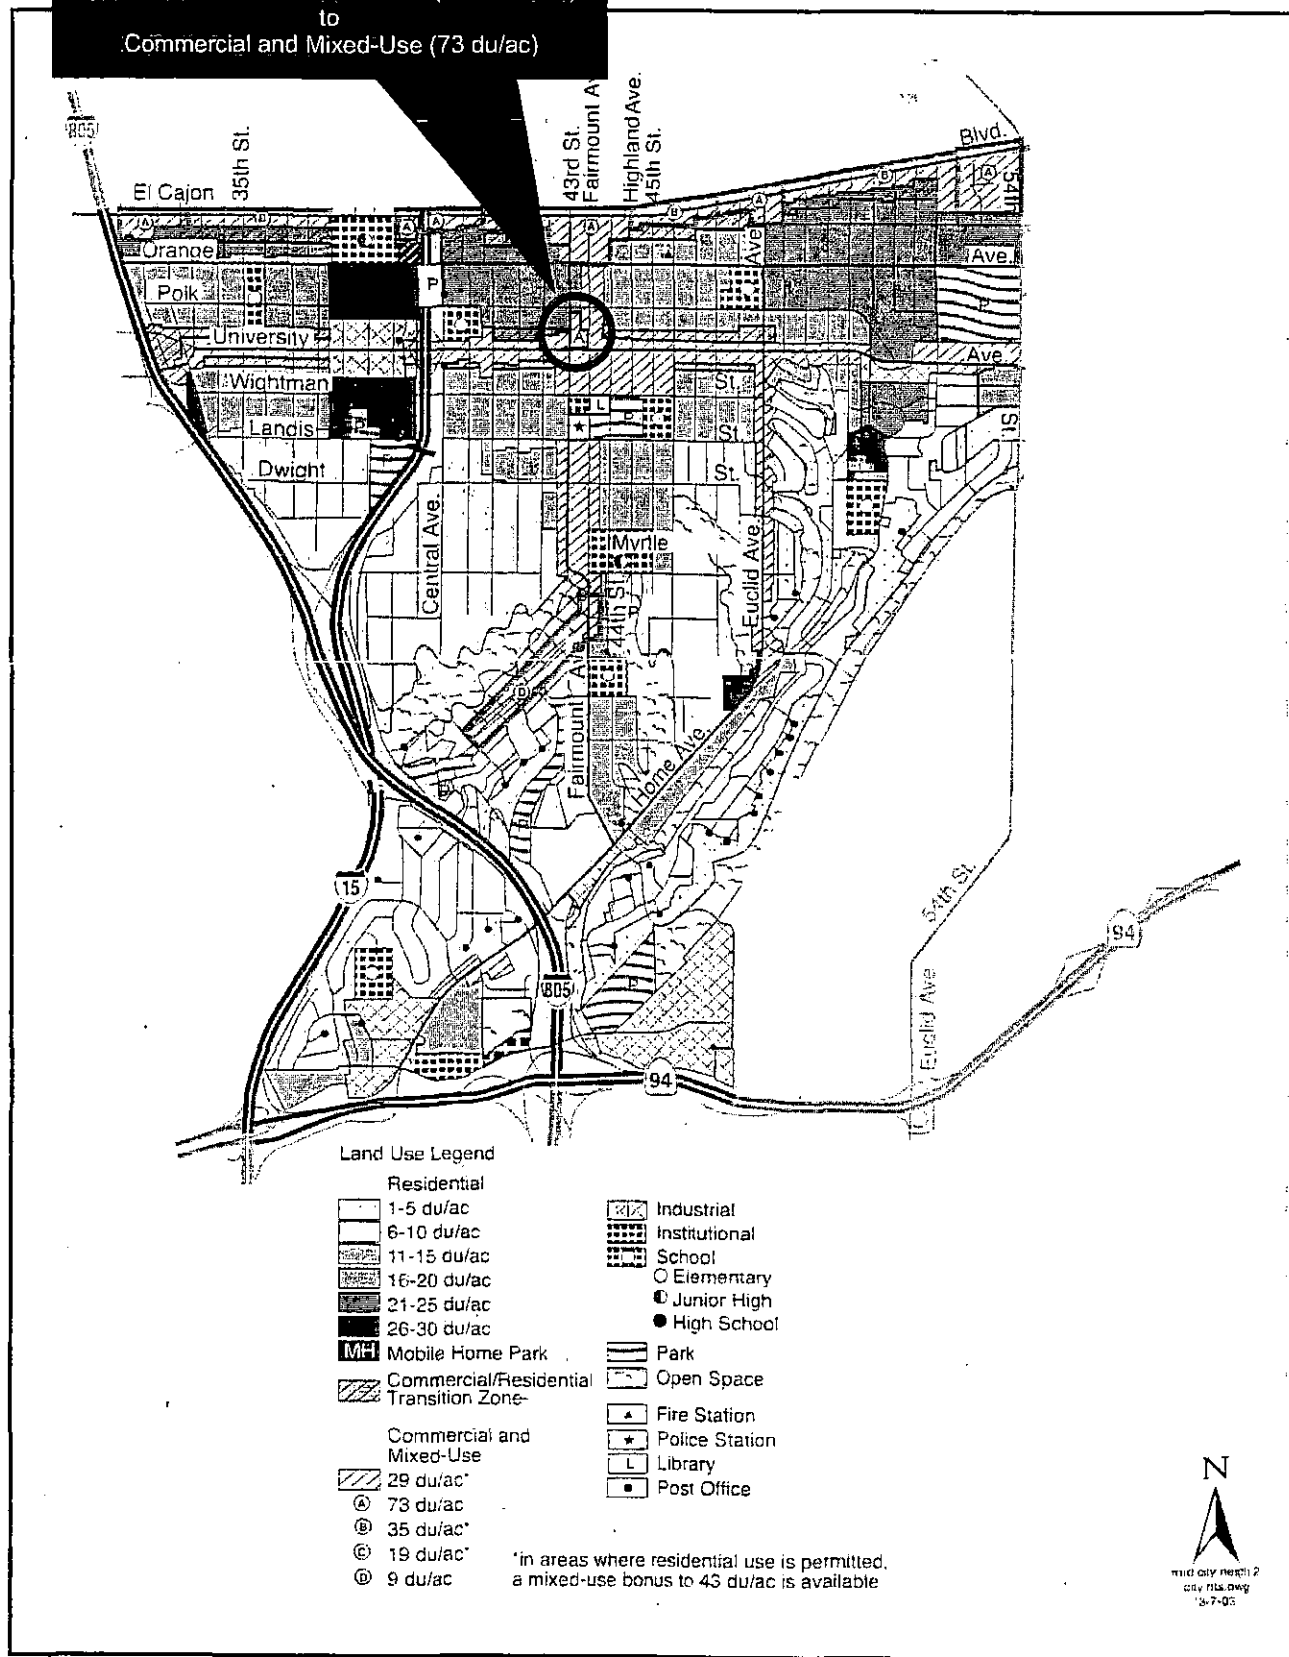 to
Commercial and Mixed-Use (73 du/ac)
805
35th St.
43rd St.
Fairmount Av
Highland Ave.
45th St.
Blvd.
El Cajon
54th
Orange
Ave.
Ave.
Polk
P
P
University
A
Ave
Wightman
St.
Landis
P
L
P
St.
St.
Dwight
St.
Central Ave.
Myrtle
Euclid Ave.
44th St.
P
D
Fairmount A
Home Ave.
15
54th St.
94
805
P
Euclid Ave
94
Land Use Legend
Residential
1-5 du/ac
6-10 du/ac
11-15 du/ac
16-20 du/ac
21-25 du/ac
26-30 du/ac
MH Mobile Home Park
Commercial/Residential
Transition Zone
Commercial and
Mixed-Use
29 du/ac*
A 73 du/ac
B 35 du/ac*
C 19 du/ac*
D 9 du/ac
Industrial
Institutional
School
Elementary
Junior High
High School
Park
Open Space
Fire Station
Police Station
L Library
Post Office
*in areas where residential use is permitted,
a mixed-use bonus to 43 du/ac is available
N